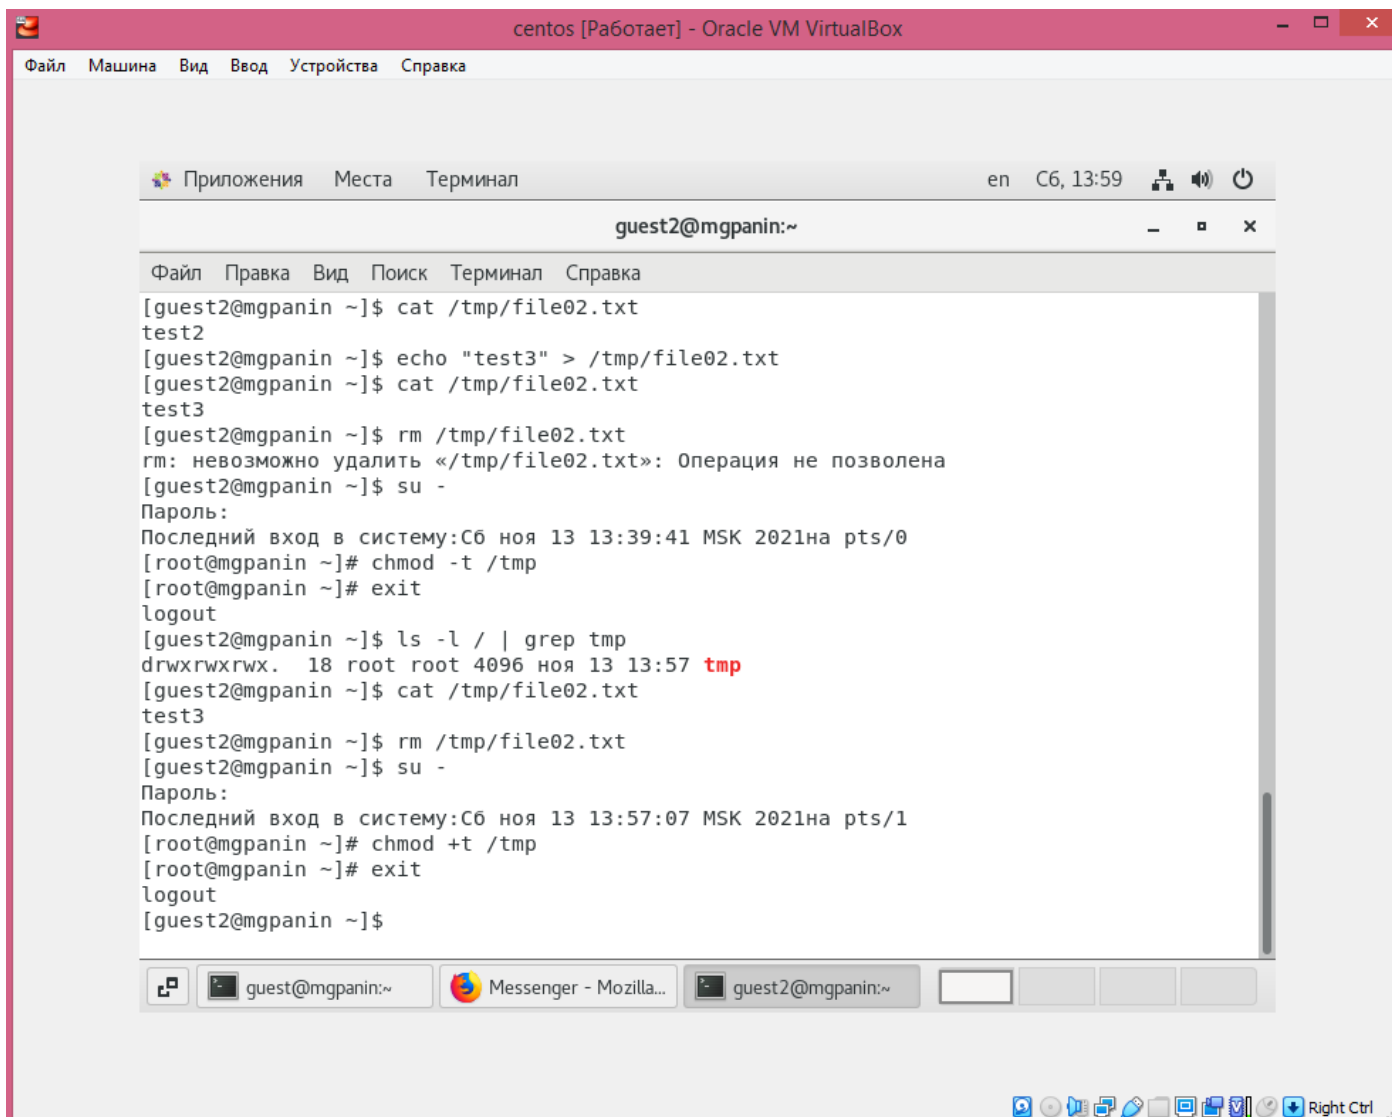 centos [Работает] - Oracle VM VirtualBox
Файл Машина Вид Ввод Устройства Справка
Приложения Места Терминал en Сб, 13:59
guest2@mgpanin:~
Файл Правка Вид Поиск Терминал Справка
[guest2@mgpanin ~]$ cat /tmp/file02.txt
test2
[guest2@mgpanin ~]$ echo "test3" > /tmp/file02.txt
[guest2@mgpanin ~]$ cat /tmp/file02.txt
test3
[guest2@mgpanin ~]$ rm /tmp/file02.txt
rm: невозможно удалить «/tmp/file02.txt»: Операция не позволена
[guest2@mgpanin ~]$ su -
Пароль:
Последний вход в систему:Сб ноя 13 13:39:41 MSK 2021на pts/0
[root@mgpanin ~]# chmod -t /tmp
[root@mgpanin ~]# exit
logout
[guest2@mgpanin ~]$ ls -l / | grep tmp
drwxrwxrwx.  18 root root 4096 ноя 13 13:57 tmp
[guest2@mgpanin ~]$ cat /tmp/file02.txt
test3
[guest2@mgpanin ~]$ rm /tmp/file02.txt
[guest2@mgpanin ~]$ su -
Пароль:
Последний вход в систему:Сб ноя 13 13:57:07 MSK 2021на pts/1
[root@mgpanin ~]# chmod +t /tmp
[root@mgpanin ~]# exit
logout
[guest2@mgpanin ~]$
guest@mgpanin:~ Messenger - Mozilla... guest2@mgpanin:~
Right Ctrl